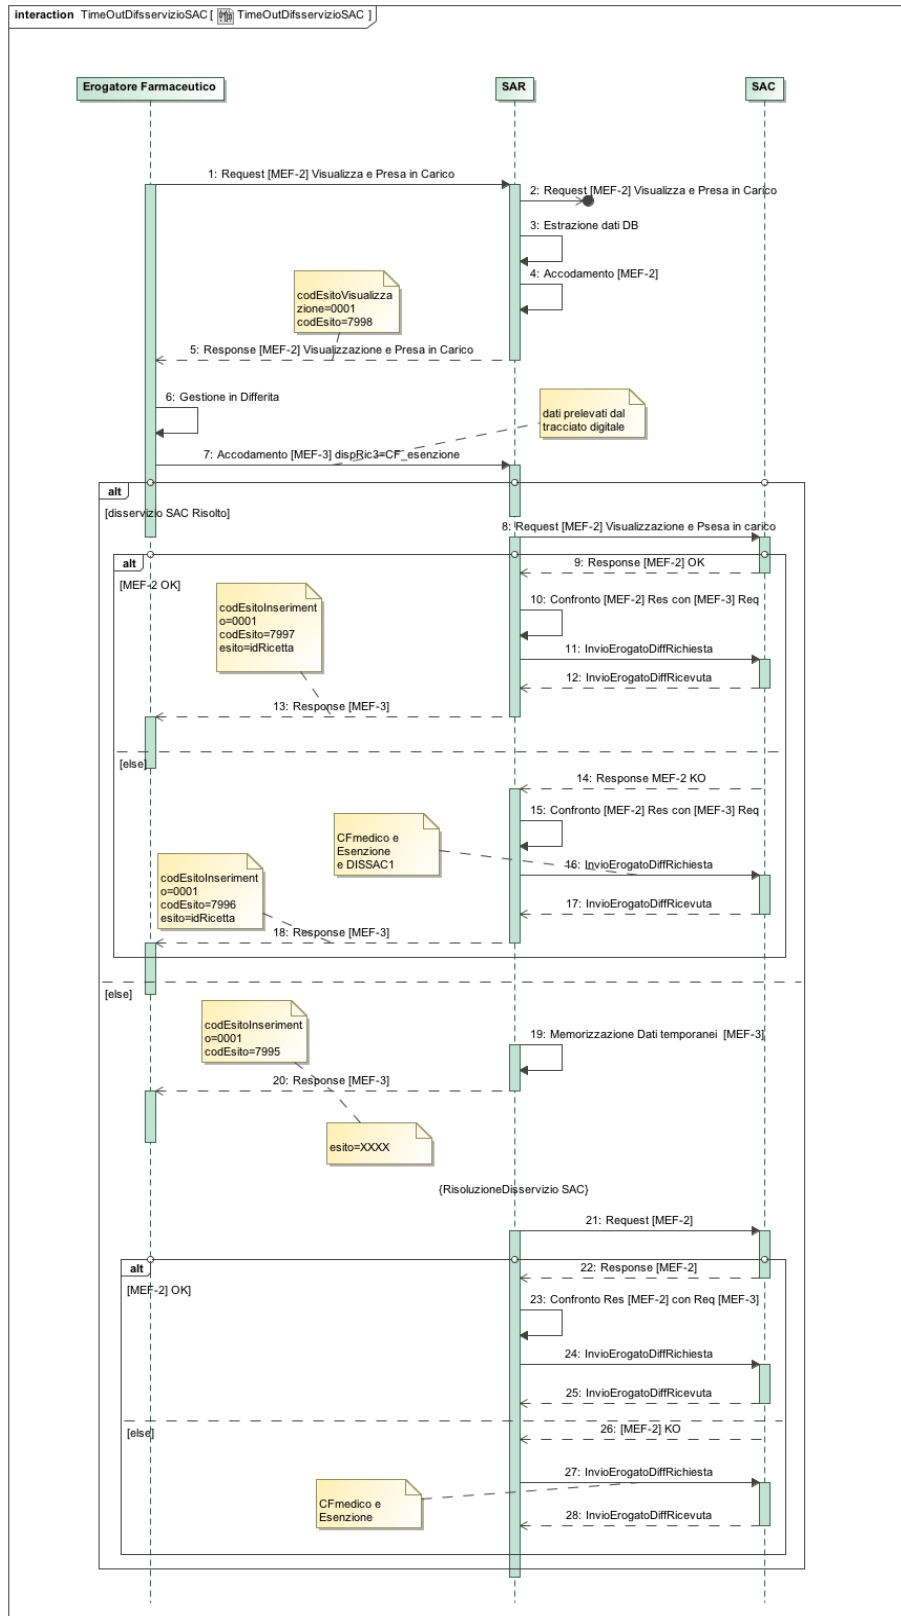 interaction TimeOutDifsservizioSAC [ TimeOutDifsservizioSAC ]
Erogatore Farmaceutico
SAR
SAC
1: Request [MEF-2] Visualizza e Presa in Carico
2: Request [MEF-2] Visualizza e Presa in Carico
3: Estrazione dati DB
4: Accodamento [MEF-2]
codEsitoVisualizza
zione=0001
codEsito=7998
5: Response [MEF-2] Visualizzazione e Presa in Carico
6: Gestione in Differita
dati prelevati dal
tracciato digitale
7: Accodamento [MEF-3] dispRic3=CF_esenzione
alt
[disservizio SAC Risolto]
8: Request [MEF-2] Visualizzazione e Psesa in carico
alt
[MEF-2 OK]
9: Response [MEF-2] OK
codEsitoInseriment
o=0001
codEsito=7997
esito=idRicetta
10: Confronto [MEF-2] Res con [MEF-3] Req
11: InvioErogatoDiffRichiesta
12: InvioErogatoDiffRicevuta
13: Response [MEF-3]
[else]
14: Response MEF-2 KO
15: Confronto [MEF-2] Res con [MEF-3] Req
CFmedico e
Esenzione
e DISSAC1
16: InvioErogatoDiffRichiesta
codEsitoInseriment
o=0001
codEsito=7996
esito=idRicetta
17: InvioErogatoDiffRicevuta
18: Response [MEF-3]
[else]
codEsitoInseriment
o=0001
codEsito=7995
19: Memorizzazione Dati temporanei [MEF-3]
20: Response [MEF-3]
esito=XXXX
{RisoluzioneDisservizio SAC}
21: Request [MEF-2]
alt
[MEF-2] OK]
22: Response [MEF-2]
23: Confronto Res [MEF-2] con Req [MEF-3]
24: InvioErogatoDiffRichiesta
25: InvioErogatoDiffRicevuta
[else]
26: [MEF-2] KO
27: InvioErogatoDiffRichiesta
CFmedico e
Esenzione
28: InvioErogatoDiffRicevuta